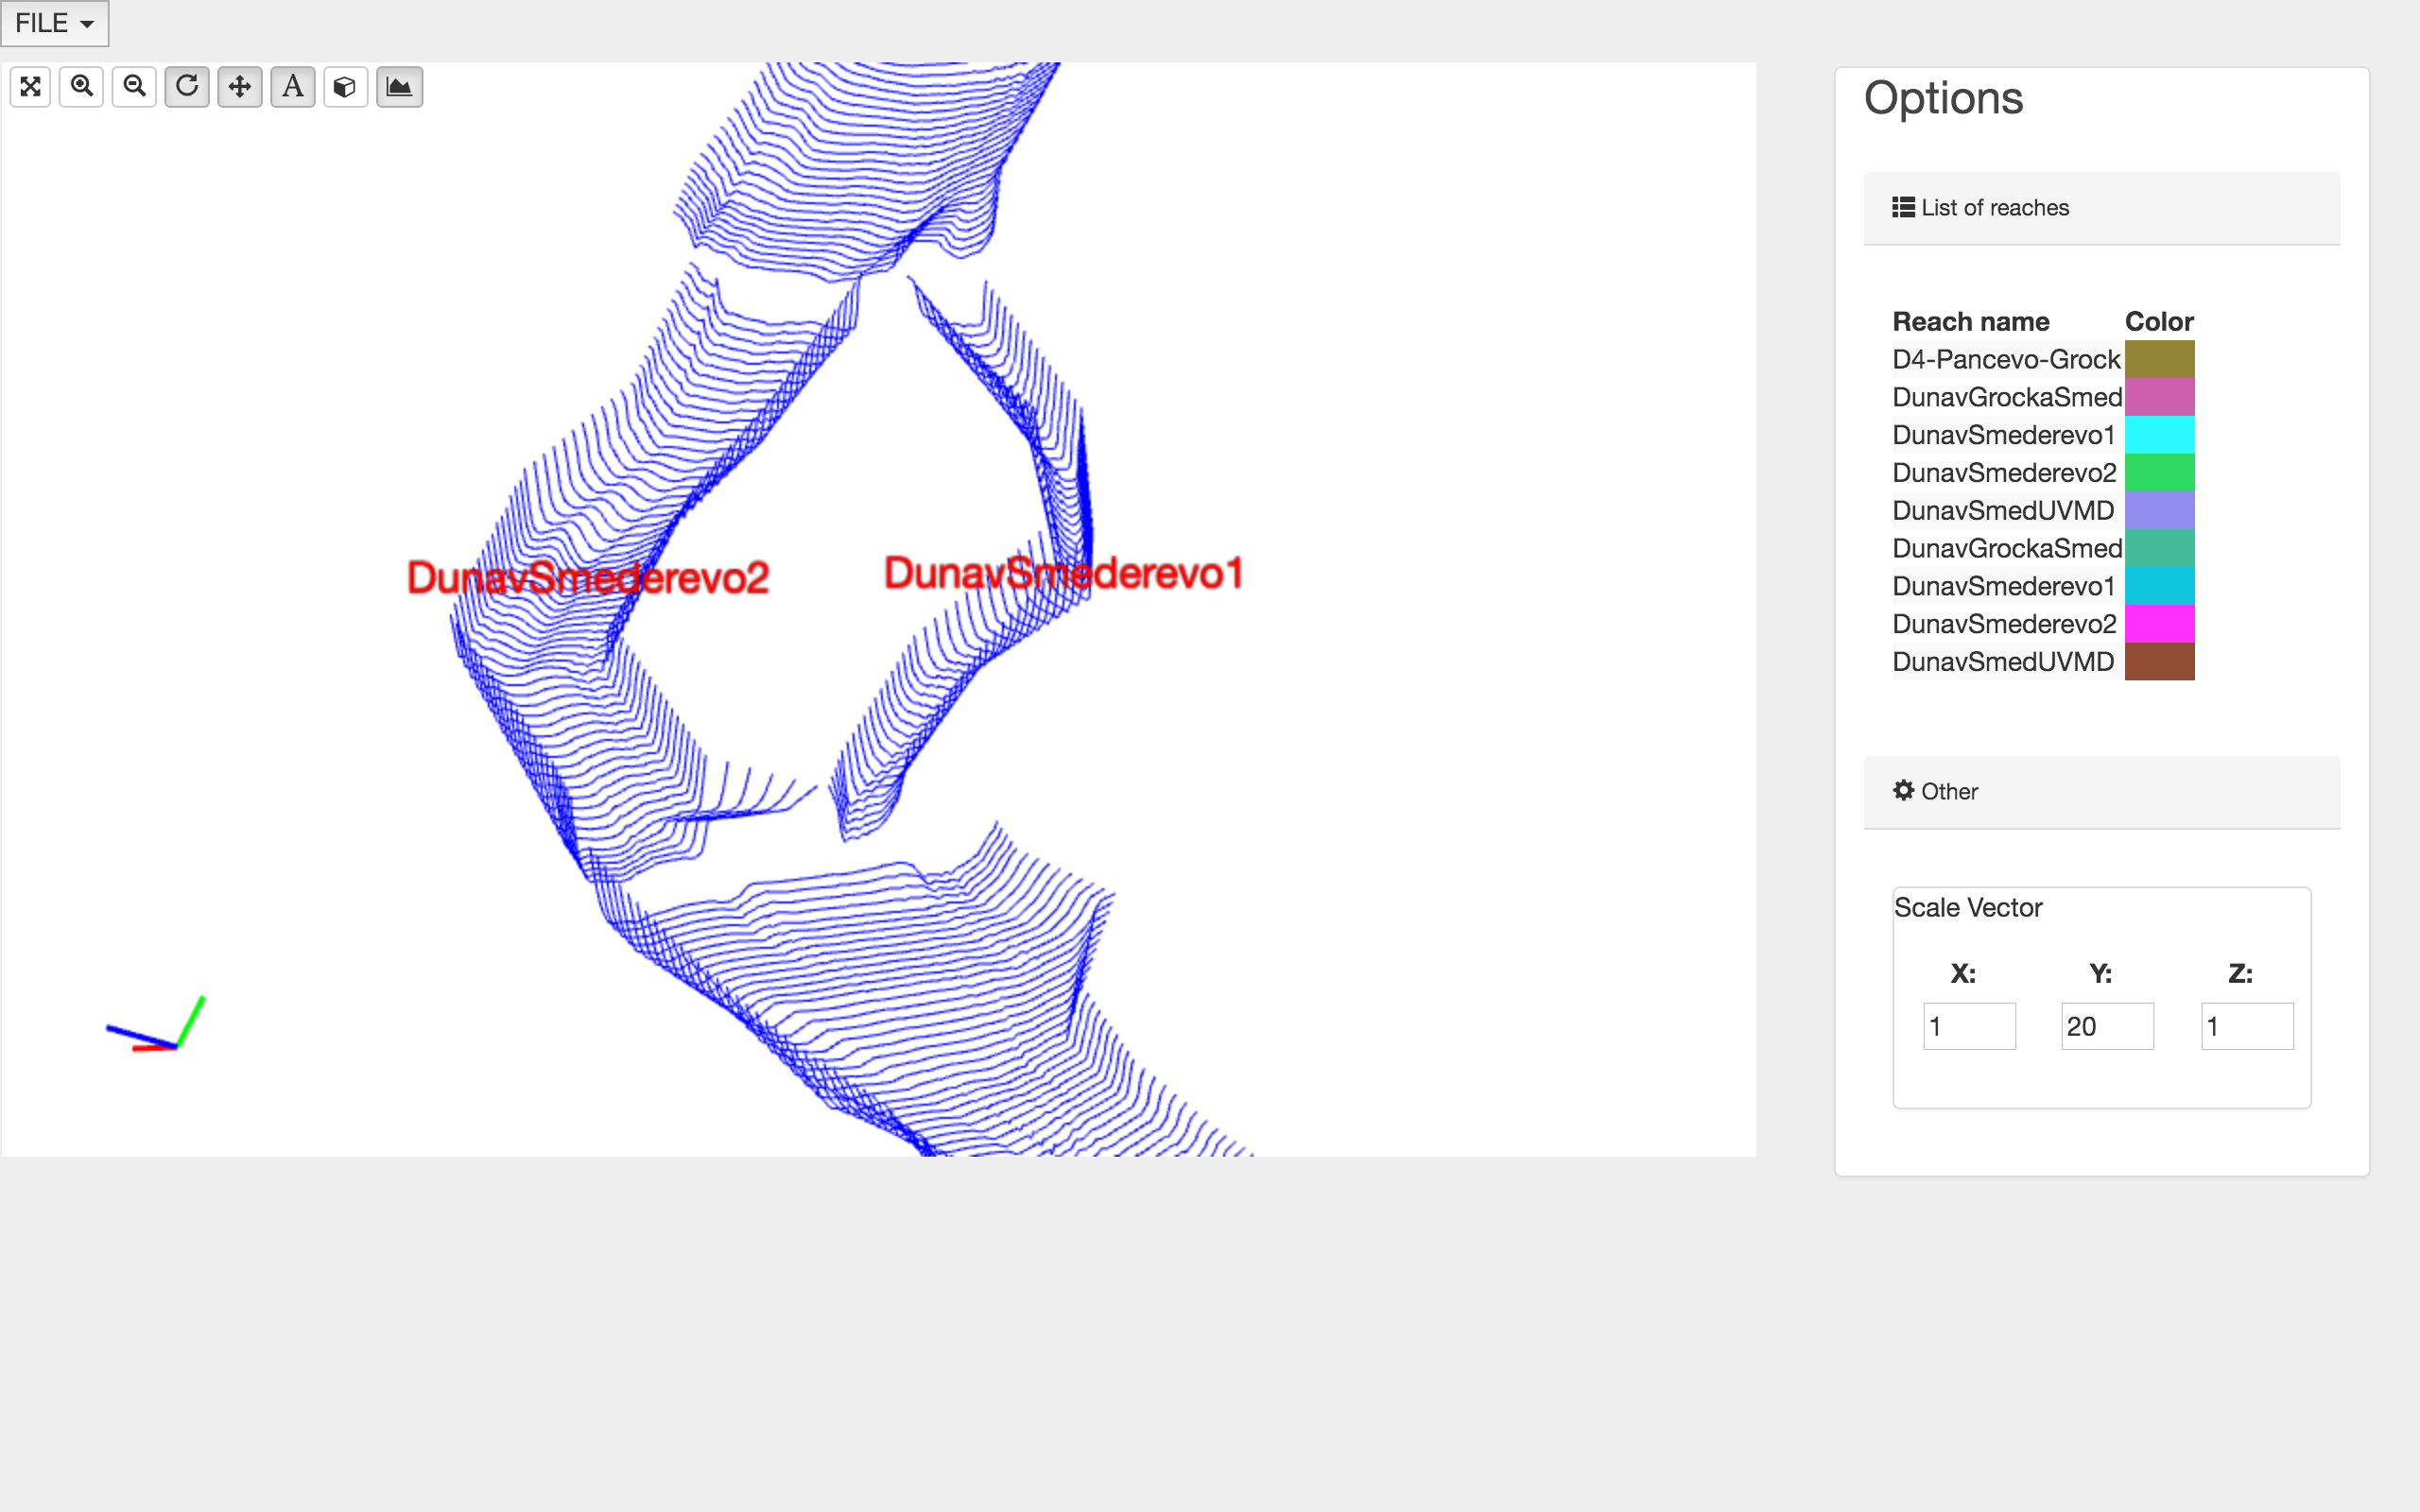 FILE
A
DunavSmederevo2
DunavSmederevo1
Options
List of reaches
Reach name Color
D4-Pancevo-Grock
DunavGrockaSmed
DunavSmederevo1
DunavSmederevo2
DunavSmedUVMD
DunavGrockaSmed
DunavSmederevo1
DunavSmederevo2
DunavSmedUVMD
Other
Scale Vector
X: Y: Z:
1 20 1